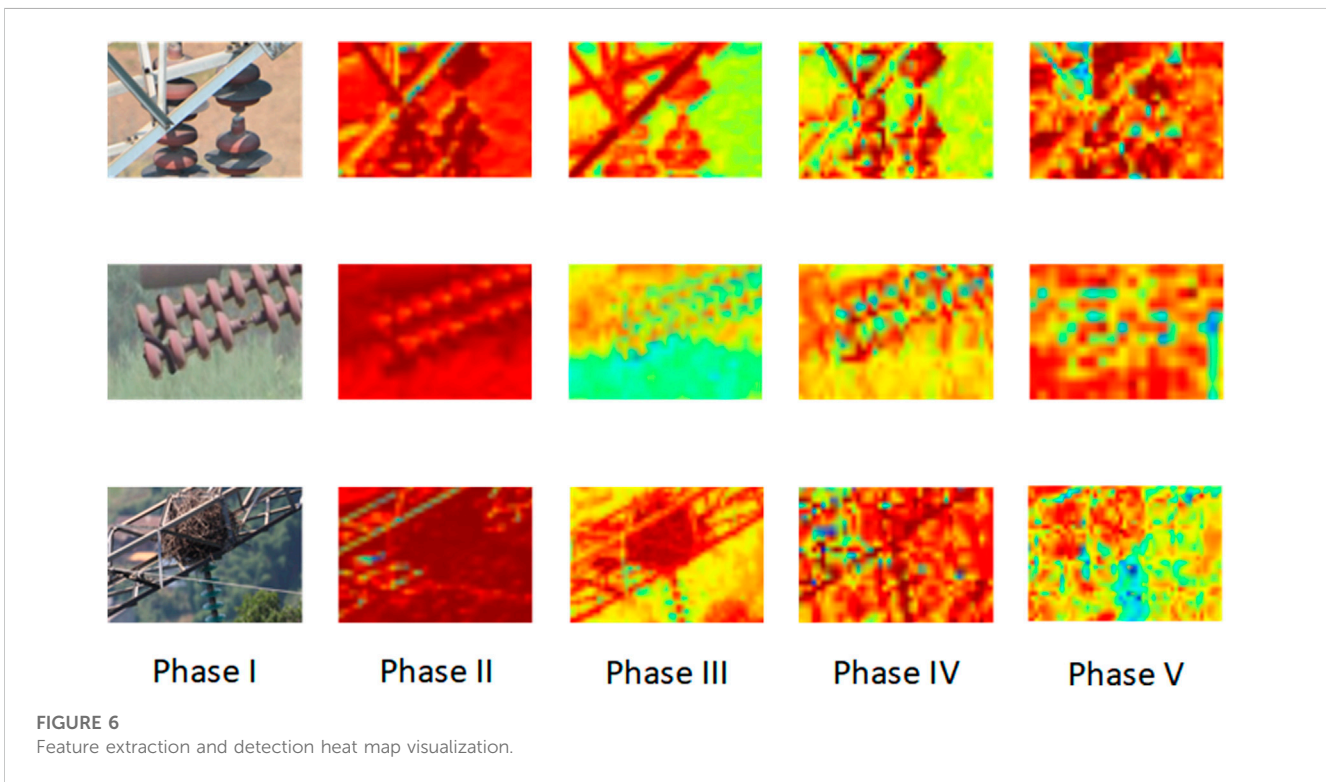 Phase I Phase II Phase III Phase IV Phase V
FIGURE 6
Feature extraction and detection heat map visualization.